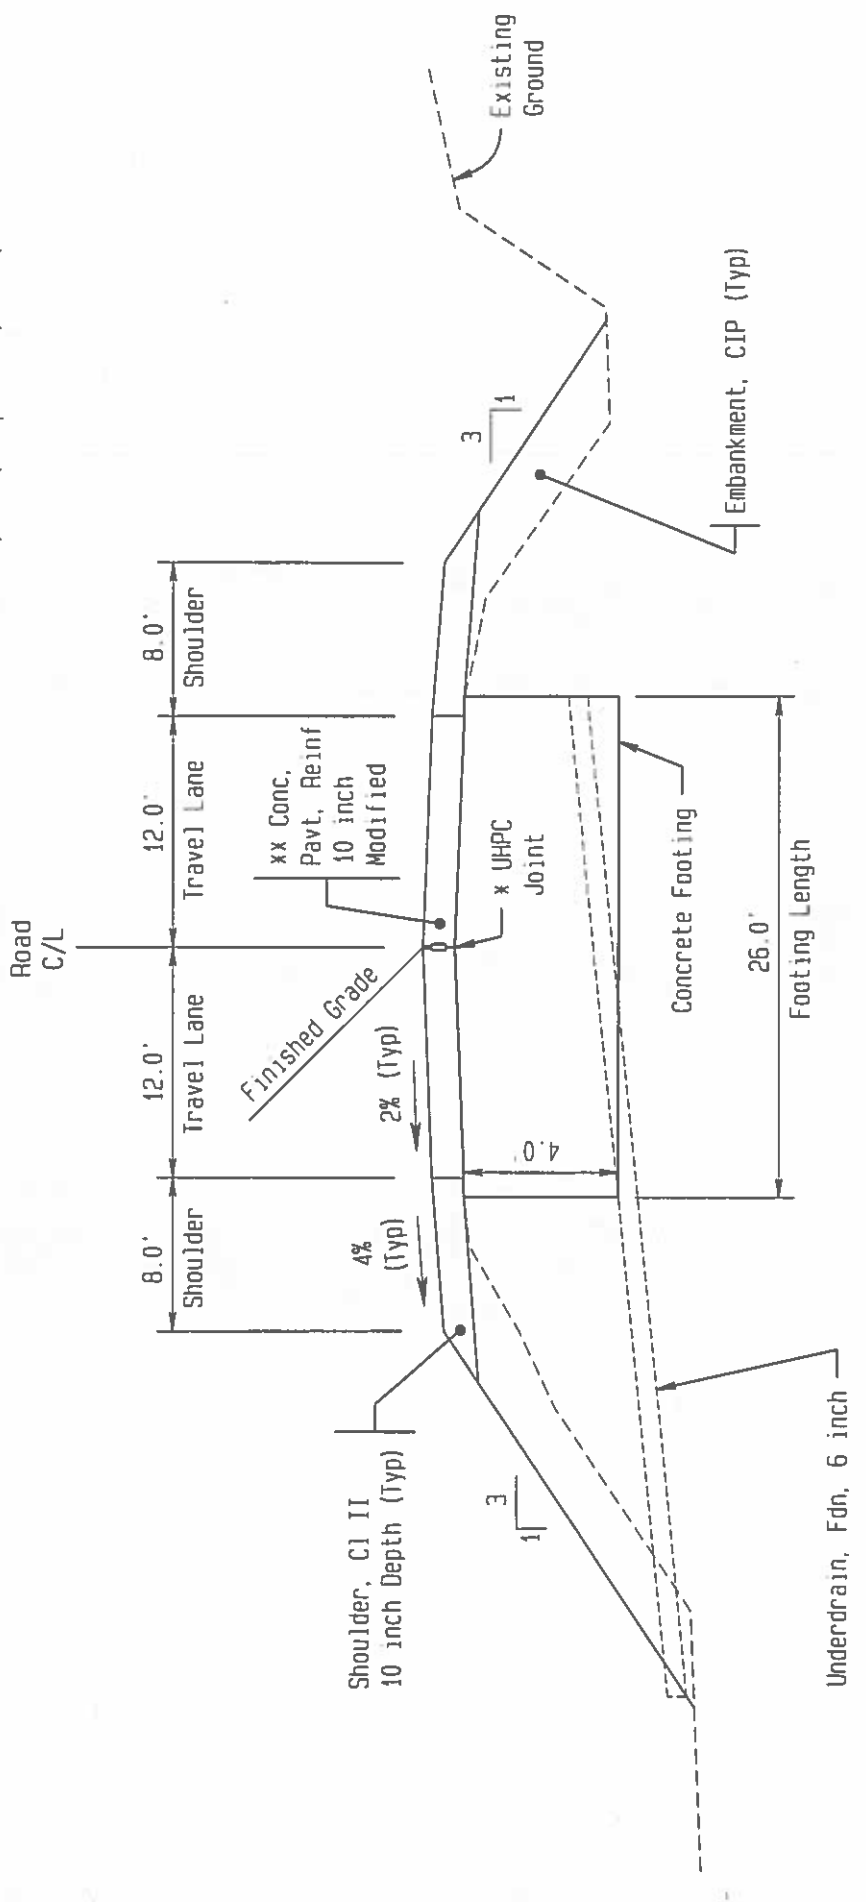 Road
C/L
8.0'
Shoulder
12.0'
Travel Lane
12.0'
Travel Lane
8.0'
Shoulder
Finished Grade
xx Conc.
Pavt, Reinf
10 inch
Modified
4%
(Typ)
2% (Typ)
* UHPC
Joint
Shoulder, Cl II
10 inch Depth (Typ)
3
1
4.0'
3
1
Existing
Ground
Concrete Footing
26.0'
Footing Length
Embankment, CIP (Typ)
Underdrain, Fdn, 6 inch